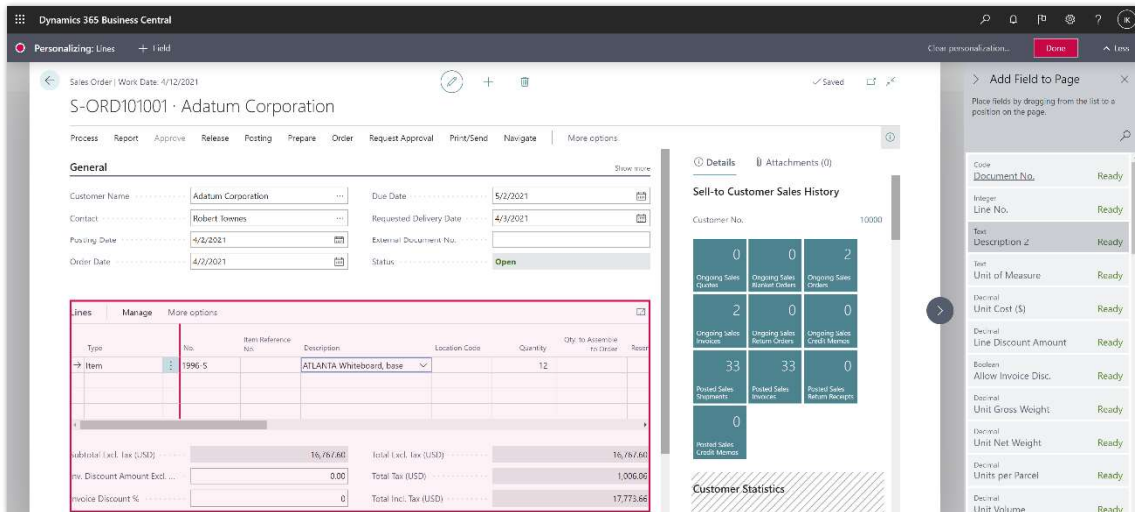 Dynamics 365 Business Central
IK
Personalizing: Lines
+ Field
Clear personalization...
Done
Less
Sales Order | Work Date: 4/12/2021
Saved
S-ORD101001 · Adatum Corporation
Process Report Approve Release Posting Prepare Order Request Approval Print/Send Navigate More options
General
Show more
Customer Name Adatum Corporation
Due Date 5/2/2021
Contact Robert Townes
Requested Delivery Date 4/3/2021
Posting Date 4/2/2021
External Document No.
Order Date 4/2/2021
Status Open
Lines Manage More options
Type No. Item Reference No. Description Location Code Quantity Qty. to Assemble to Order
Item 1996-S ATLANTA Whiteboard, base 12
Subtotal Excl. Tax (USD) 16,767.60
Total Excl. Tax (USD) 16,767.60
Inv. Discount Amount Excl. ... 0.00
Total Tax (USD) 1,006.06
Invoice Discount % 0
Total Incl. Tax (USD) 17,773.66
Details
Attachments (0)
Sell-to Customer Sales History
Customer No. 10000
0 Ongoing Sales Quotes
0 Ongoing Sales Blanket Orders
2 Ongoing Sales Orders
2 Ongoing Sales Invoices
0 Ongoing Sales Return Orders
0 Ongoing Sales Credit Memos
33 Posted Sales Shipments
33 Posted Sales Invoices
0 Posted Sales Return Receipts
0 Posted Sales Credit Memos
Customer Statistics
Add Field to Page
Place fields by dragging from the list to a
position on the page.
Code
Document No. Ready
Integer
Line No. Ready
Text
Description 2 Ready
Text
Unit of Measure Ready
Decimal
Unit Cost ($) Ready
Decimal
Line Discount Amount Ready
Boolean
Allow Invoice Disc. Ready
Decimal
Unit Gross Weight Ready
Decimal
Unit Net Weight Ready
Decimal
Units per Parcel Ready
Decimal
Unit Volume Ready